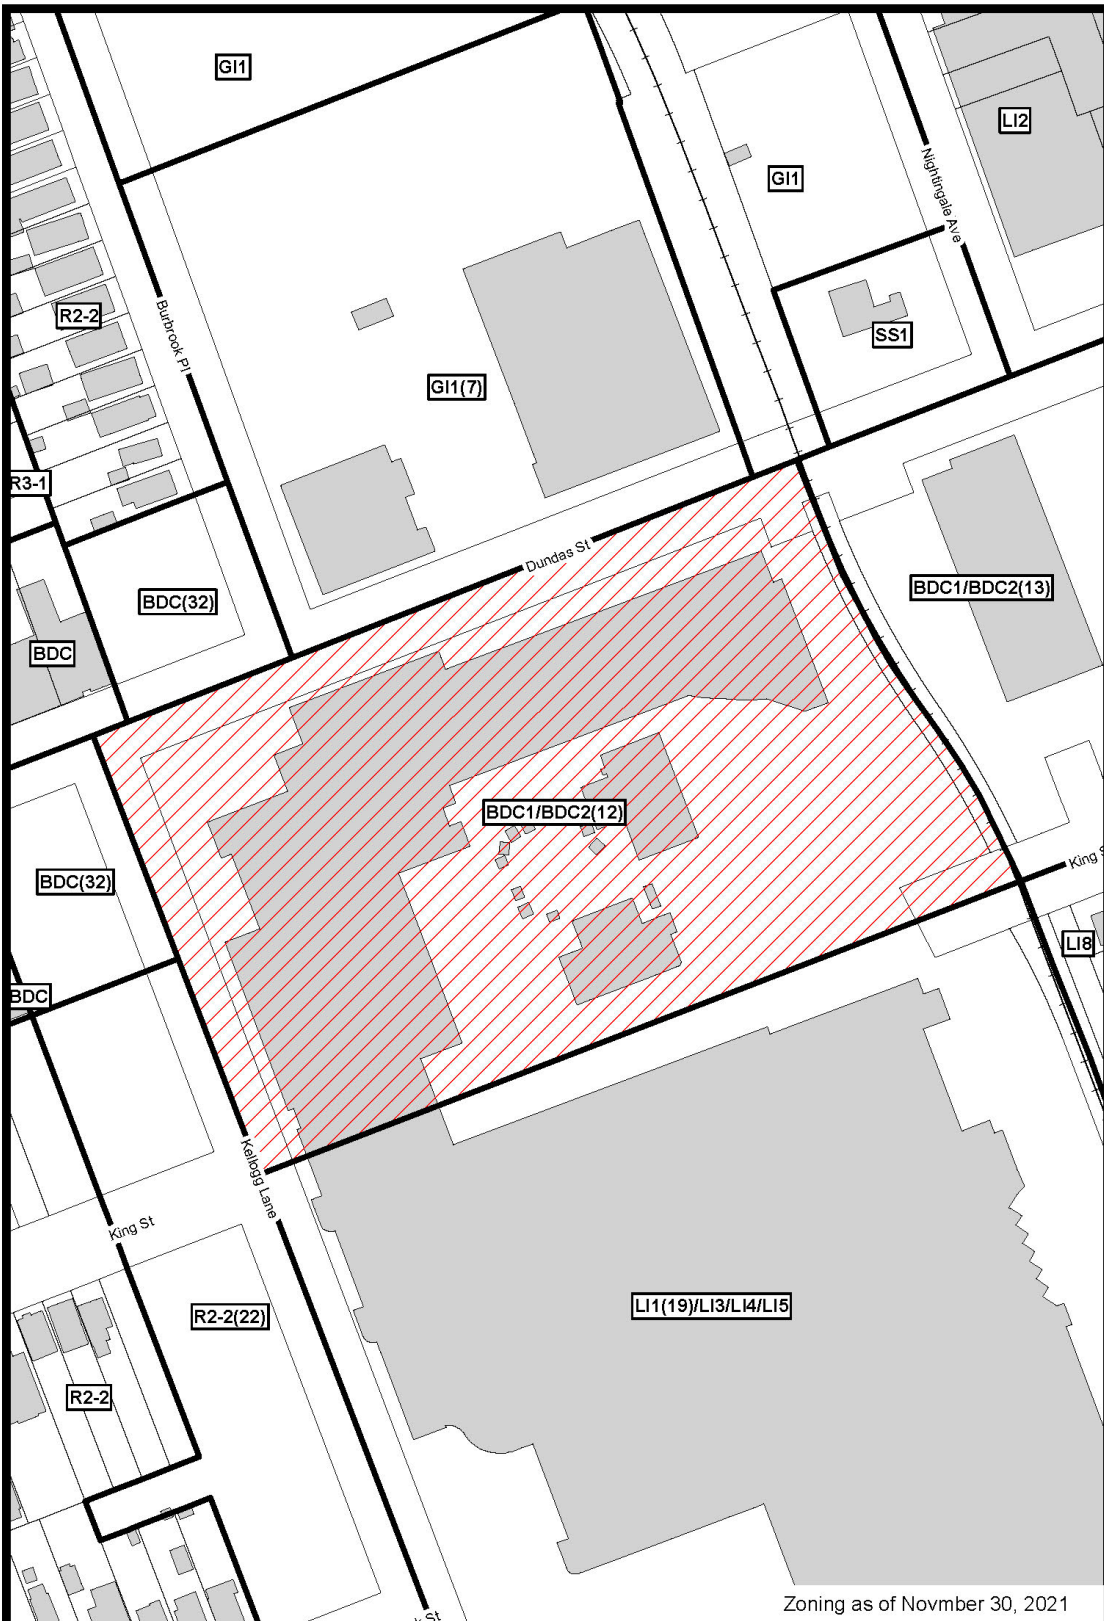 GI1
LI2
Nightingale Ave
GI1
R2-2
Burbrook Pl
SS1
GI1(7)
R3-1
Dundas St
BDC1/BDC2(13)
BDC(32)
BDC
BDC1/BDC2(12)
King S
BDC(32)
LI8
BDC
Kellogg Lane
King St
LI1(19)/LI3/LI4/LI5
R2-2(22)
R2-2
Zoning as of Novmber 30, 2021
k St